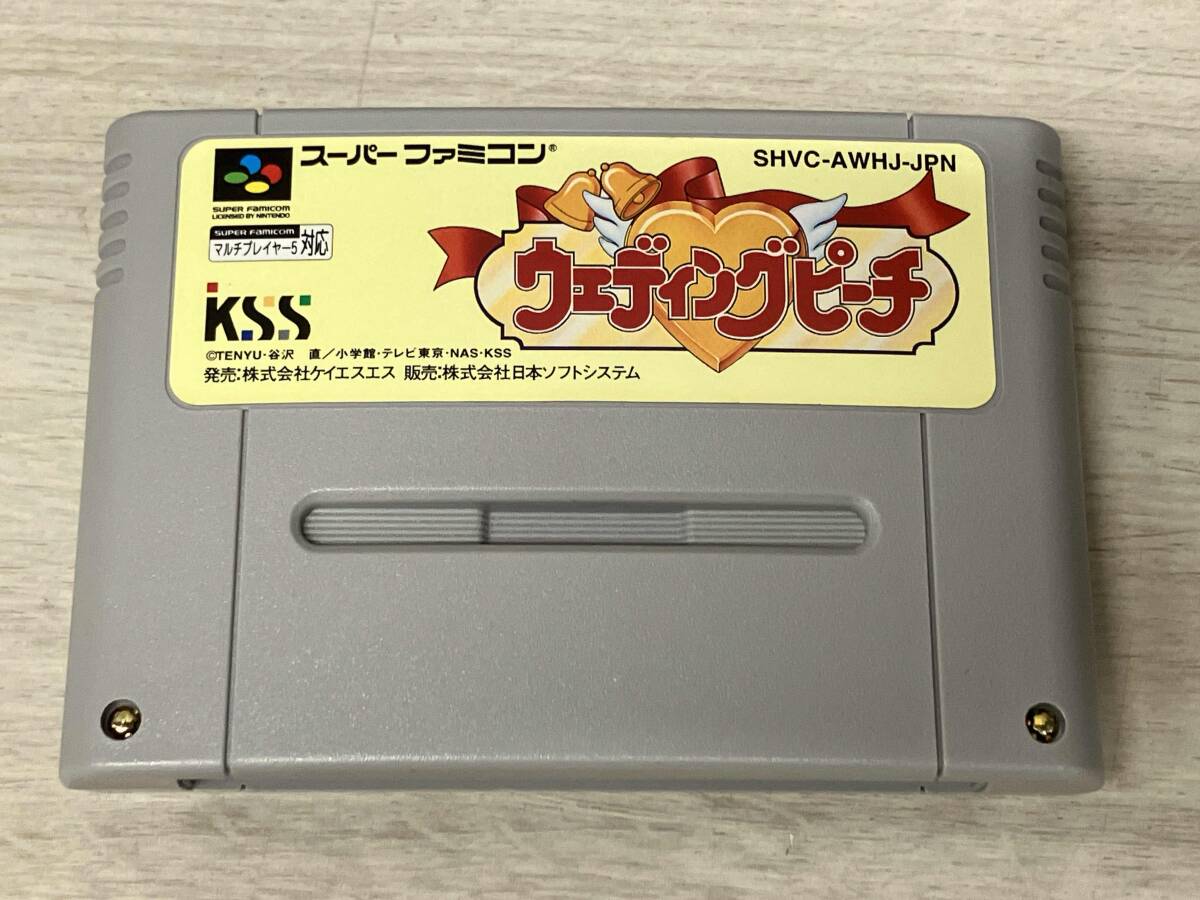 スーパーファミコン®
SHVC-AWHJ-JPN
SUPER FAMICOM
LICENSED BY NINTENDO
SUPER FAMICOM
マルチプレイヤー5 対応
ウェディングピーチ
KSS
©TENYU・谷沢 直／小学館・テレビ東京・NAS・KSS
発売：株式会社ケイエスエス 販売：株式会社日本ソフトシステム